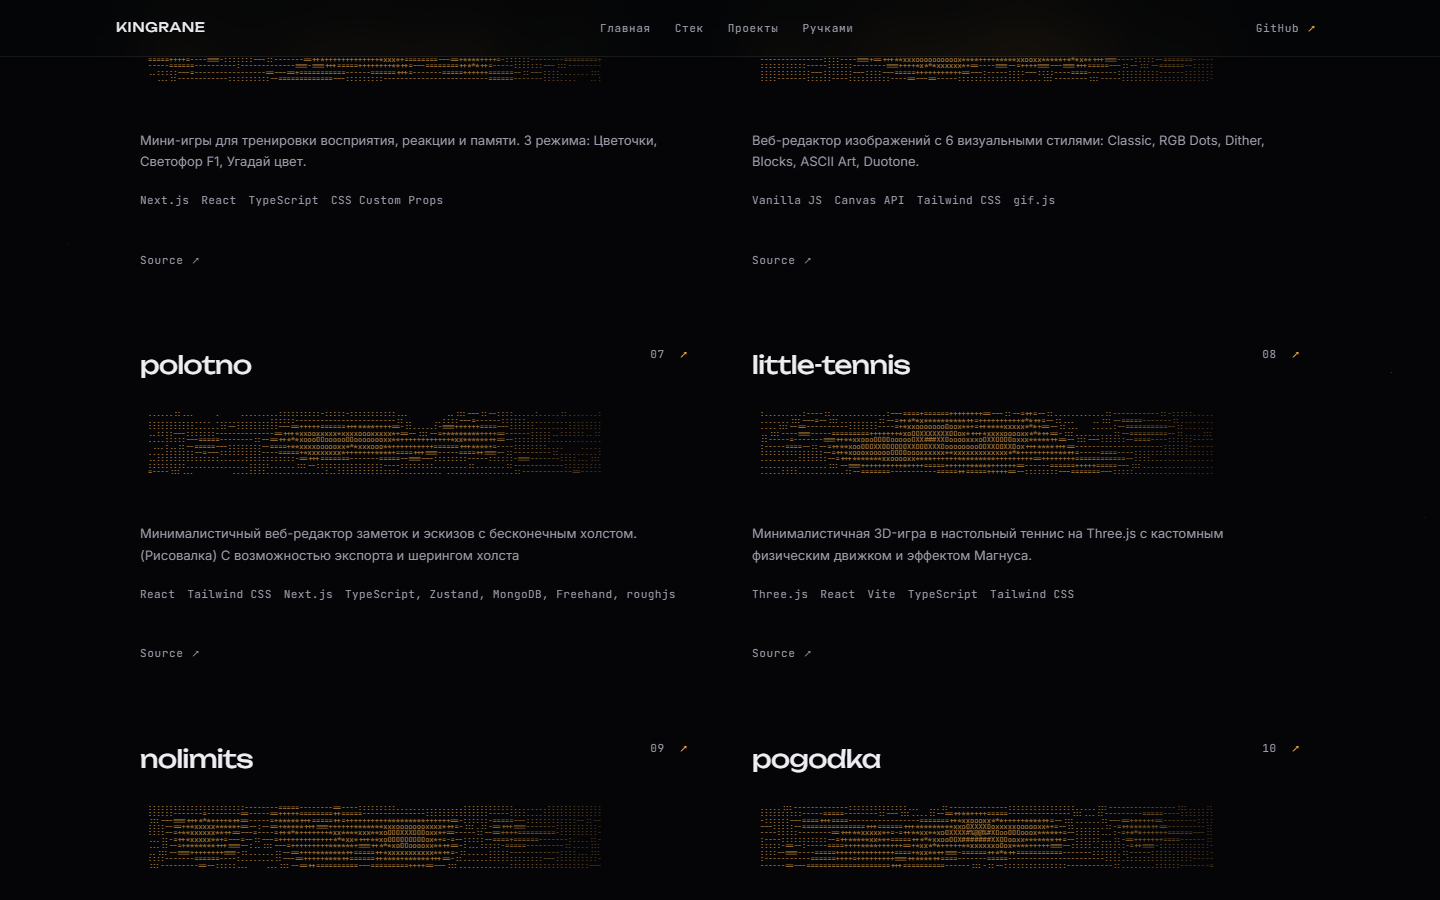 KINGRANE
Главная Стек Проекты Ручками
GitHub ↗
Мини-игры для тренировки восприятия, реакции и памяти. 3 режима: Цветочки,
Светофор F1, Угадай цвет.
Next.js React TypeScript CSS Custom Props
Source ↗
Веб-редактор изображений с 6 визуальными стилями: Classic, RGB Dots, Dither,
Blocks, ASCII Art, Duotone.
Vanilla JS Canvas API Tailwind CSS gif.js
Source ↗
polotno
07 ↗
Минималистичный веб-редактор заметок и эскизов с бесконечным холстом.
(Рисовалка) С возможностью экспорта и шерингом холста
React Tailwind CSS Next.js TypeScript, Zustand, MongoDB, Freehand, roughjs
Source ↗
little-tennis
08 ↗
Минималистичная 3D-игра в настольный теннис на Three.js с кастомным
физическим движком и эффектом Магнуса.
Three.js React Vite TypeScript Tailwind CSS
Source ↗
nolimits
09 ↗
pogodka
10 ↗